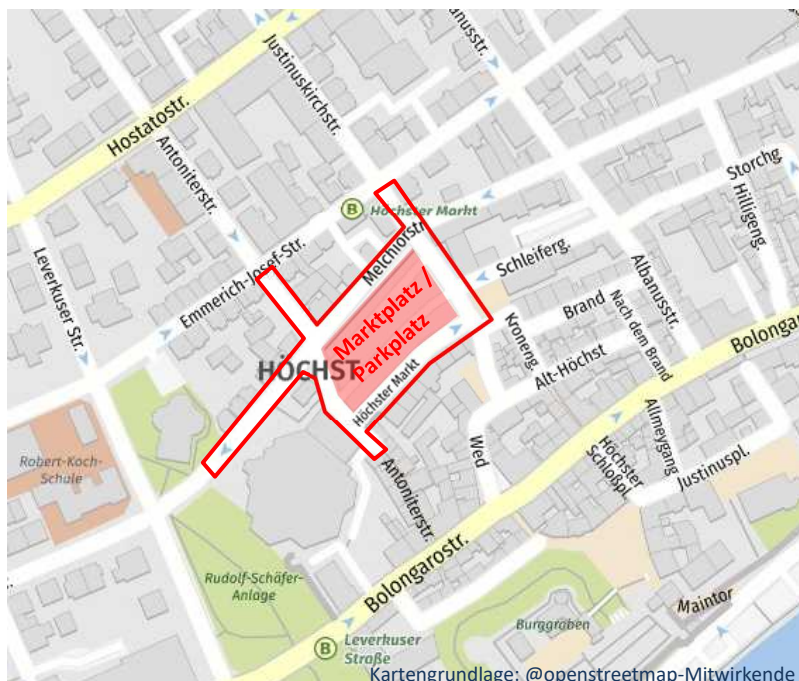 Hostatostr.
Justinuskirchstr.
anusstr.
Antoniterstr.
Storchg.
Hilligeng.
B Höchster Markt
Melchiorstr.
Schleiferg.
Leverkuser Str.
Emmerich-Josef-Str.
Albanusstr.
Marktplatz /
Parkplatz
Brand
Nach dem Brand
Kroneng.
Bolongaro
HÖCHST
Höchster Markt
Alt-Höchst
Allmeygang
Wed
Robert-Koch-
Schule
Antoniterstr.
Höchster
Schloßpl.
Justinuspl.
Rudolf-Schäfer-
Anlage
Bolongarostr.
Maintor
Burggraben
B Leverkuser
Straße
Kartengrundlage: @openstreetmap-Mitwirkende